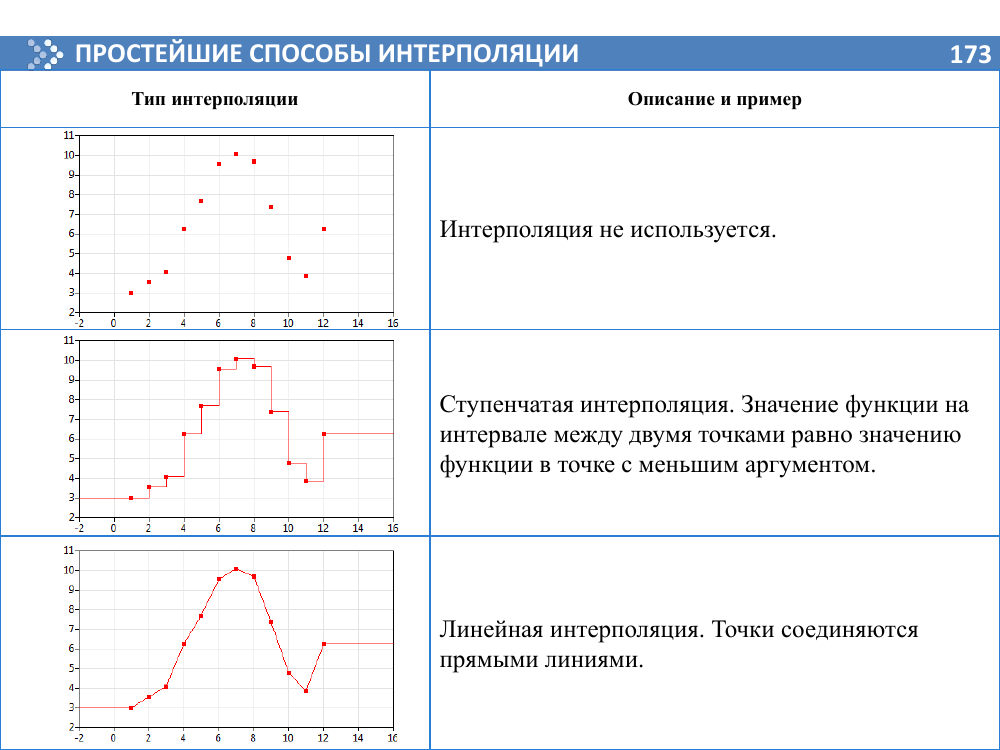 ПРОСТЕЙШИЕ СПОСОБЫ ИНТЕРПОЛЯЦИИ 173
Тип интерполяции Описание и пример
11
10
9
8
7
6
5
4
3
2
-2 0 2 4 6 8 10 12 14 16
Интерполяция не используется.
11
10
9
8
7
6
5
4
3
2
-2 0 2 4 6 8 10 12 14 16
Ступенчатая интерполяция. Значение функции на
интервале между двумя точками равно значению
функции в точке с меньшим аргументом.
11
10
9
8
7
6
5
4
3
2
-2 0 2 4 6 8 10 12 14 16
Линейная интерполяция. Точки соединяются
прямыми линиями.